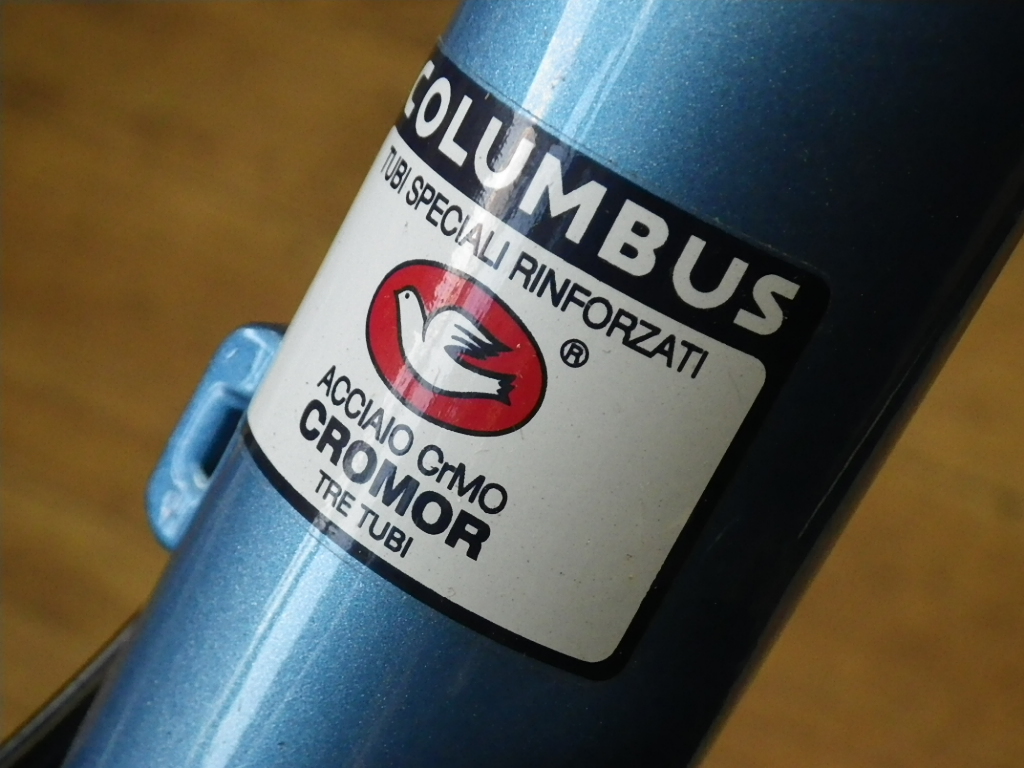 COLUMBUS
TUBI SPECIALI RINFORZATI
®
ACCIAIO CrMO
CROMOR
TRE TUBI